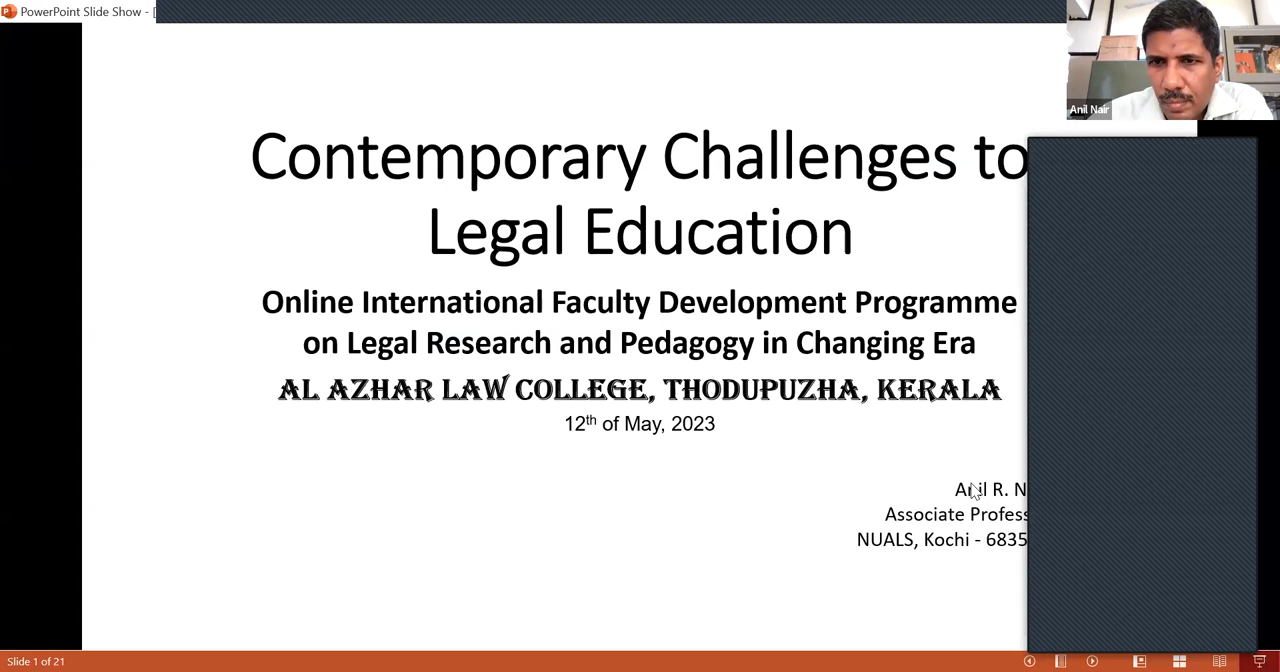 PowerPoint Slide Show - [
Anil Nair
Contemporary Challenges to
Legal Education
Online International Faculty Development Programme
on Legal Research and Pedagogy in Changing Era
AL AZHAR LAW COLLEGE, THODUPUZHA, KERALA
12th of May, 2023
Anil R. N
Associate Profess
NUALS, Kochi - 6835
Slide 1 of 21